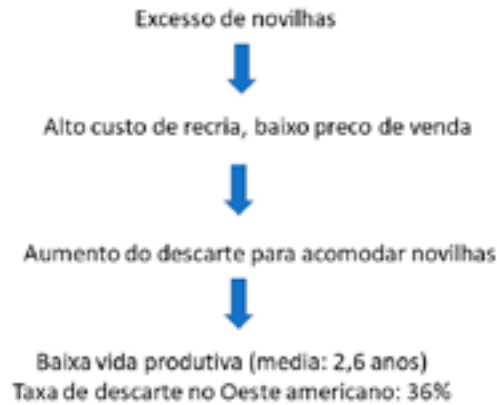 Excesso de novilhas
Alto custo de recria, baixo preco de venda
Aumento do descarte para acomodar novilhas
Baixa vida produtiva (media: 2,6 anos)
Taxa de descarte no Oeste americano: 36%